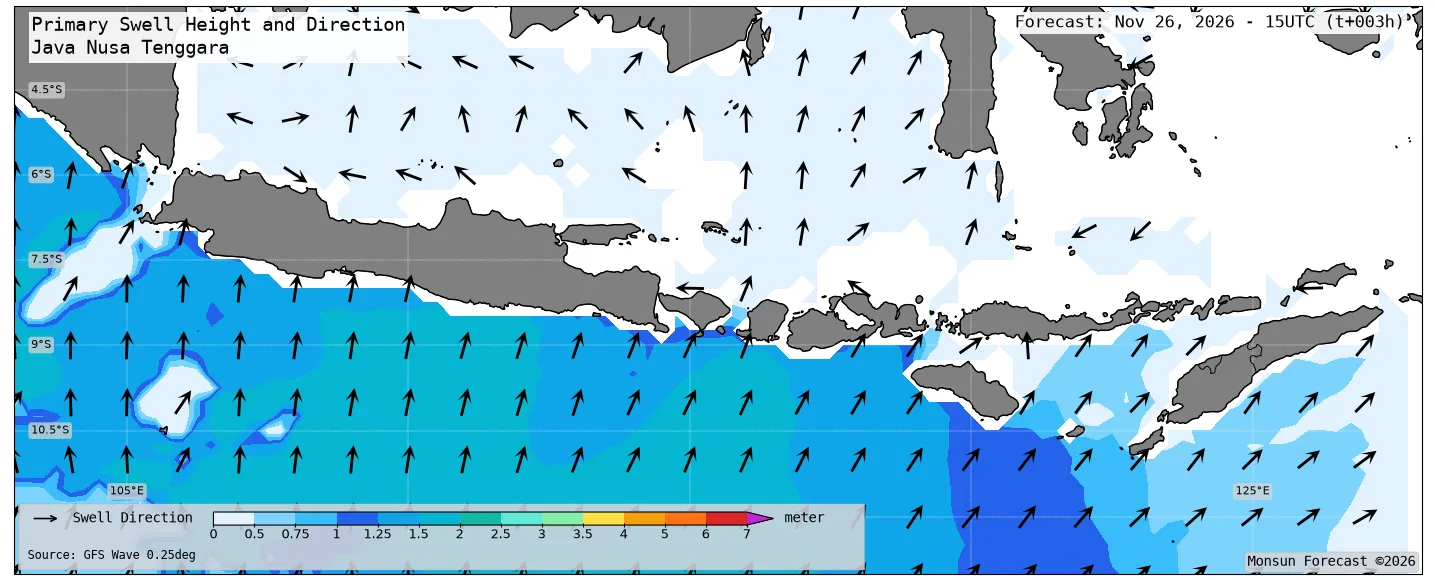 Primary Swell Height and Direction
Java Nusa Tenggara
Forecast: Nov 26, 2026 - 15UTC (t+003h)
4.5°S
6°S
7.5°S
9°S
10.5°S
105°E
125°E
Swell Direction
0 0.5 0.75 1 1.25 1.5 2 2.5 3 3.5 4 5 6 7
meter
Source: GFS Wave 0.25deg
Monsun Forecast ©2026